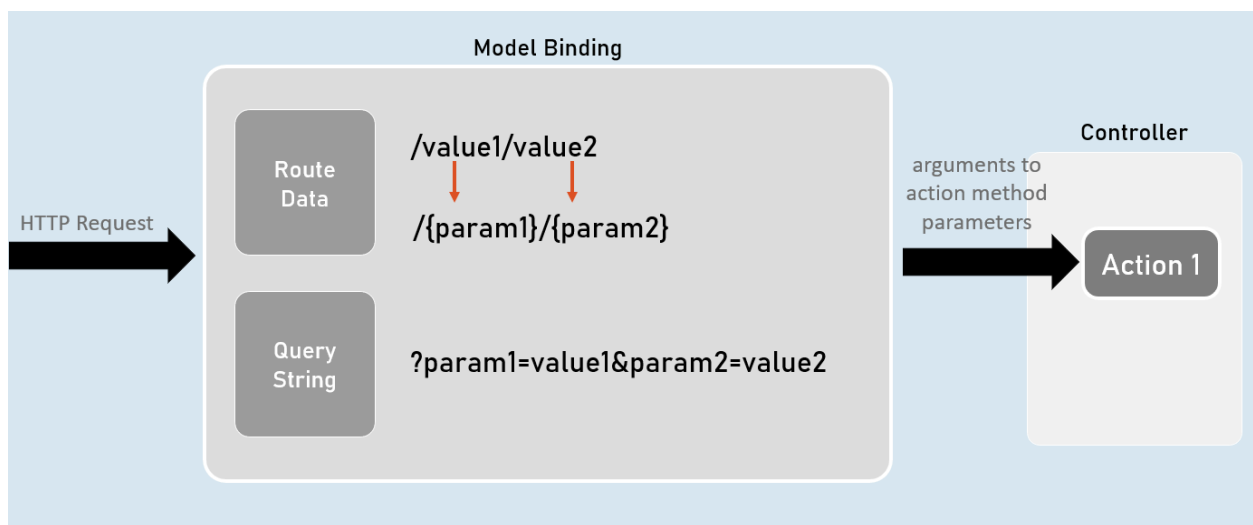 Model Binding
HTTP Request
Route
Data
/value1/value2
/{param1}/{param2}
Query
String
?param1=value1&param2=value2
arguments to
action method
parameters
Controller
Action 1